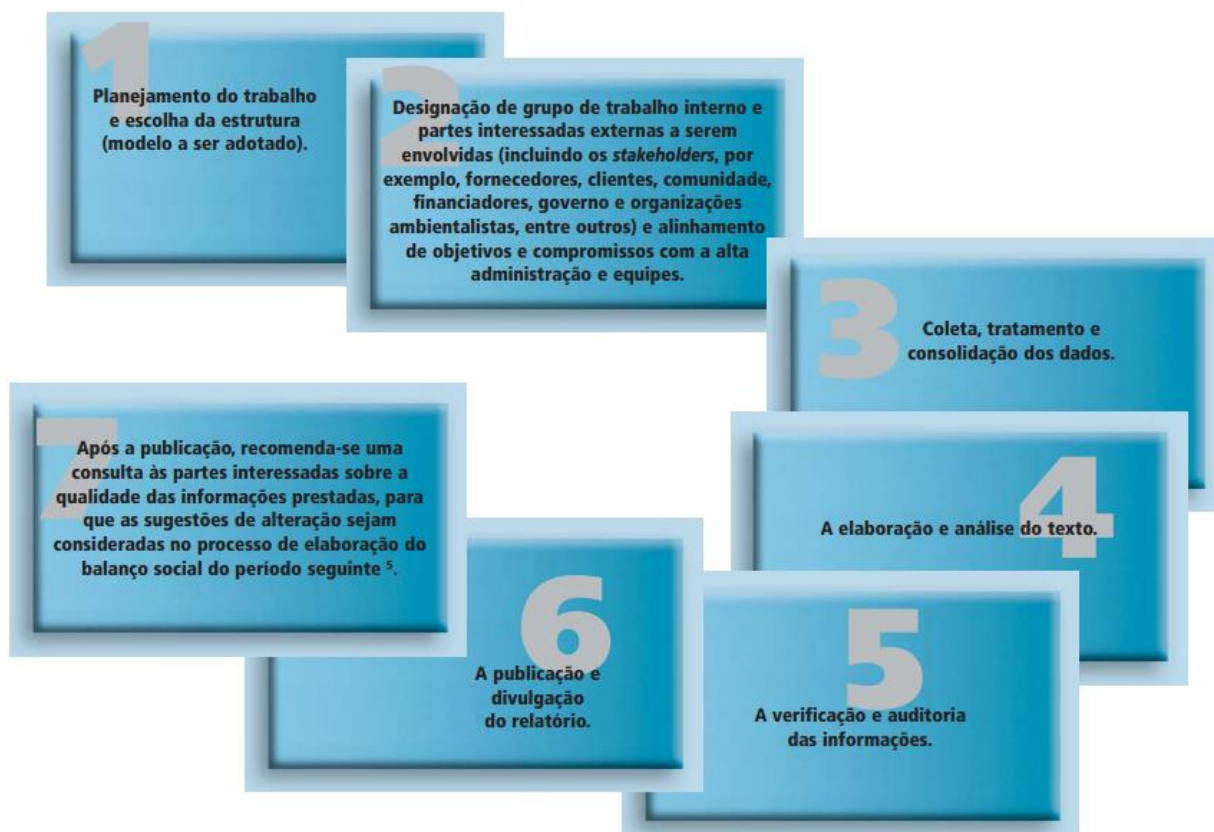 1
Planejamento do trabalho
e escolha da estrutura
(modelo a ser adotado).
2
Designação de grupo de trabalho interno e
partes interessadas externas a serem
envolvidas (incluindo os stakeholders, por
exemplo, fornecedores, clientes, comunidade,
financiadores, governo e organizações
ambientalistas, entre outros) e alinhamento
de objetivos e compromissos com a alta
administração e equipes.
3
Coleta, tratamento e
consolidação dos dados.
4
A elaboração e análise do texto.
5
A verificação e auditoria
das informações.
6
A publicação e
divulgação
do relatório.
7
Após a publicação, recomenda-se uma
consulta às partes interessadas sobre a
qualidade das informações prestadas, para
que as sugestões de alteração sejam
consideradas no processo de elaboração do
balanço social do período seguinte ⁵.